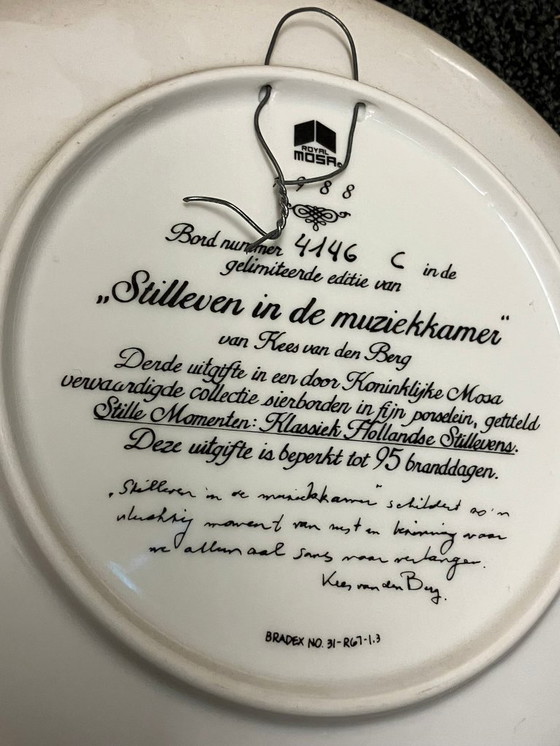 ROYAL
MOSA
988
Bord nummer 4146 C in de
gelimiteerde editie van
„Stilleven in de muziekkamer"
van Kees van den Berg
Derde uitgifte in een door Koninklijke Mosa
vervaardigde collectie sierborden in fijn porselein, getiteld
Stille Momenten: Klassiek Hollandse Stillevens.
Deze uitgifte is beperkt tot 95 branddagen.
„Stilleven in de muziekkamer" schildert zo'n
vluchtig moment van rust en bezinning waar
we allemaal soms naar verlangen.
Kees van den Berg.
BRADEX NO. 31-R67-1.3